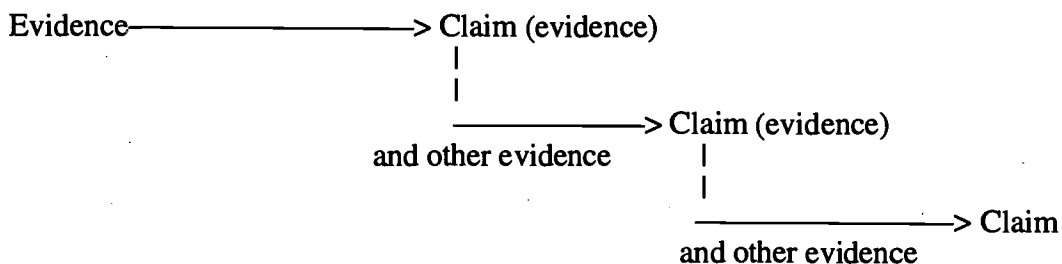 Evidence Claim (evidence)
Claim (evidence)
and other evidence
Claim
and other evidence